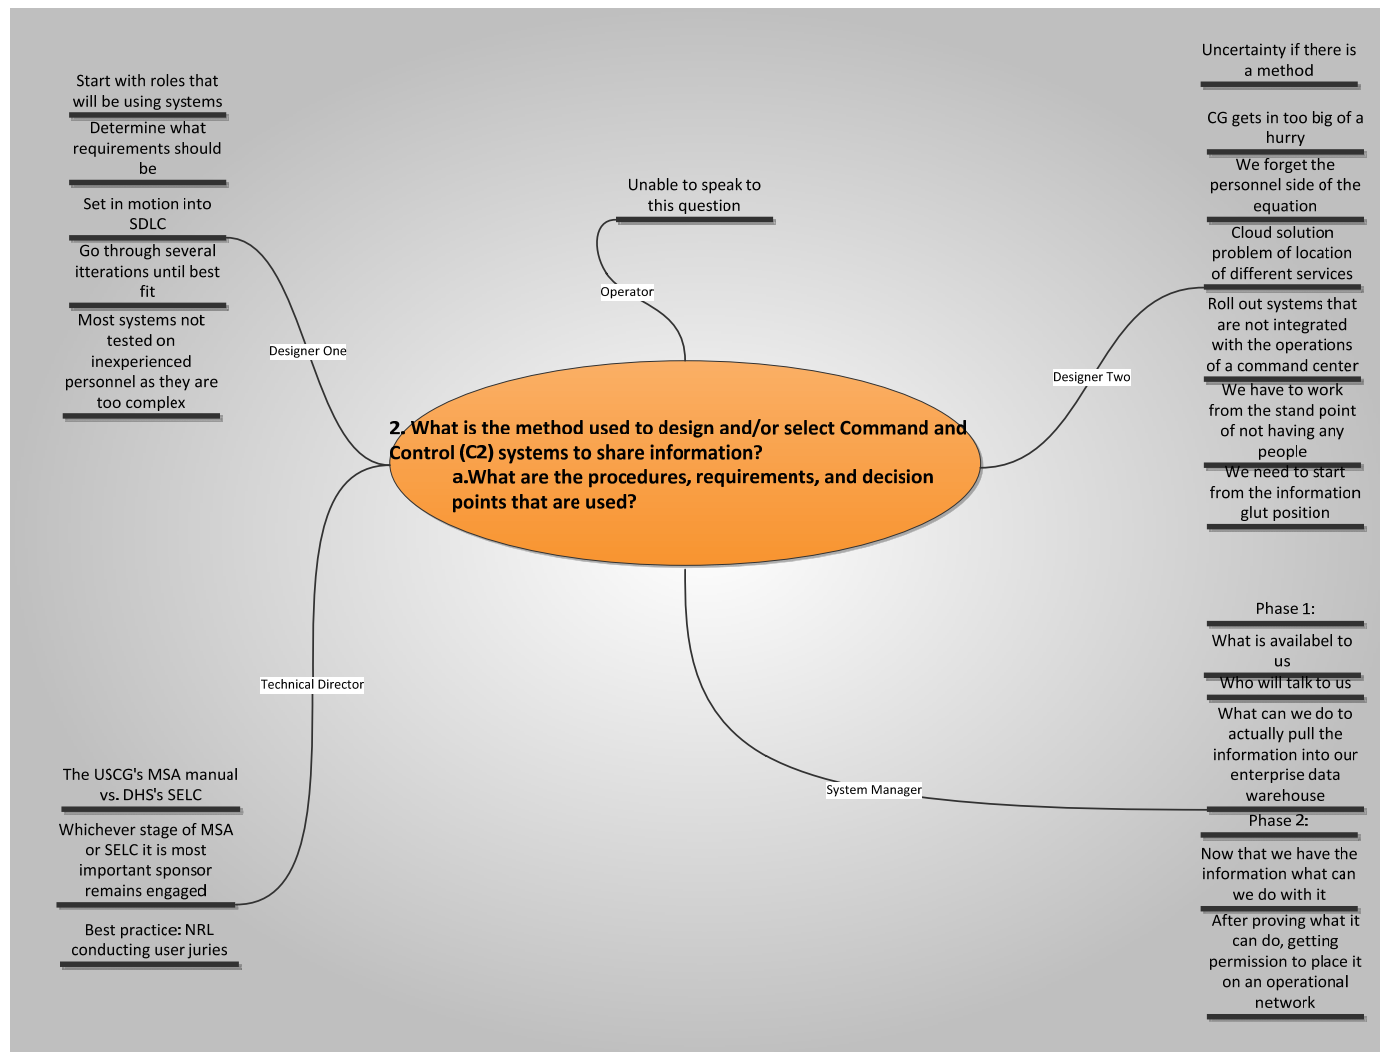 Start with roles that
will be using systems
Determine what
requirements should
be
Set in motion into
SDLC
Go through several
itterations until best
fit
Most systems not
tested on
inexperienced
personnel as they are
too complex
Designer One
Unable to speak to
this question
Operator
Uncertainty if there is
a method
CG gets in too big of a
hurry
We forget the
personnel side of the
equation
Cloud solution
problem of location
of different services
Roll out systems that
are not integrated
with the operations
of a command center
We have to work
from the stand point
of not having any
people
We need to start
from the information
glut position
Designer Two
2. What is the method used to design and/or select Command and
Control (C2) systems to share information?
a.What are the procedures, requirements, and decision
points that are used?
Technical Director
The USCG's MSA manual
vs. DHS's SELC
Whichever stage of MSA
or SELC it is most
important sponsor
remains engaged
Best practice: NRL
conducting user juries
System Manager
Phase 1:
What is availabel to
us
Who will talk to us
What can we do to
actually pull the
information into our
enterprise data
warehouse
Phase 2:
Now that we have the
information what can
we do with it
After proving what it
can do, getting
permission to place it
on an operational
network